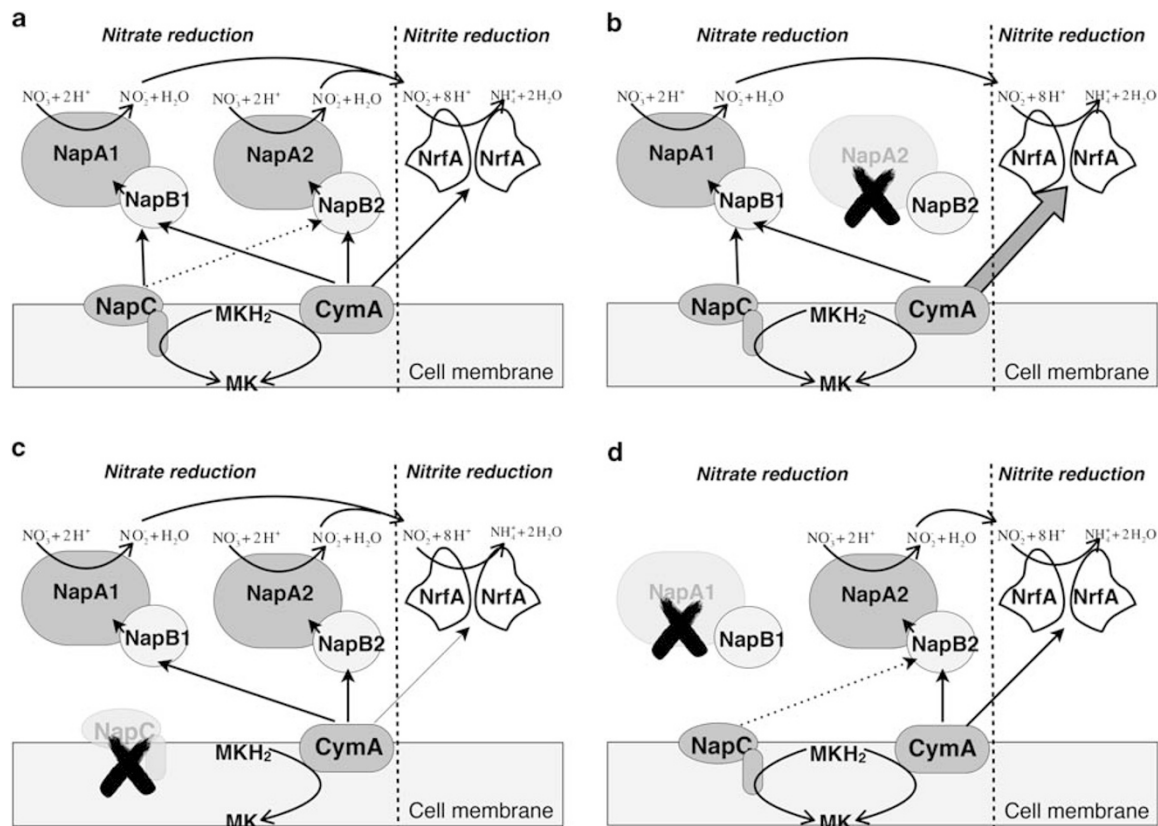 a
Nitrate reduction
Nitrite reduction
NO₃⁻+2H⁺
NO₂⁻+H₂O
NO₃⁻+2H⁺
NO₂⁻+H₂O
NO₂⁻+8H⁺
NH₄⁺+2H₂O
NapA1
NapA2
NrfA
NrfA
NapB1
NapB2
NapC
MKH₂
CymA
MK
Cell membrane
b
Nitrate reduction
Nitrite reduction
NO₃⁻+2H⁺
NO₂⁻+H₂O
NO₂⁻+8H⁺
NH₄⁺+2H₂O
NapA1
NapA2
NrfA
NrfA
NapB1
NapB2
NapC
MKH₂
CymA
MK
Cell membrane
c
Nitrate reduction
Nitrite reduction
NO₃⁻+2H⁺
NO₂⁻+H₂O
NO₃⁻+2H⁺
NO₂⁻+H₂O
NO₂⁻+8H⁺
NH₄⁺+2H₂O
NapA1
NapA2
NrfA
NrfA
NapB1
NapB2
NapC
MKH₂
CymA
MK
Cell membrane
d
Nitrate reduction
Nitrite reduction
NO₃⁻+2H⁺
NO₂⁻+H₂O
NO₂⁻+8H⁺
NH₄⁺+2H₂O
NapA1
NapA2
NrfA
NrfA
NapB1
NapB2
NapC
MKH₂
CymA
MK
Cell membrane